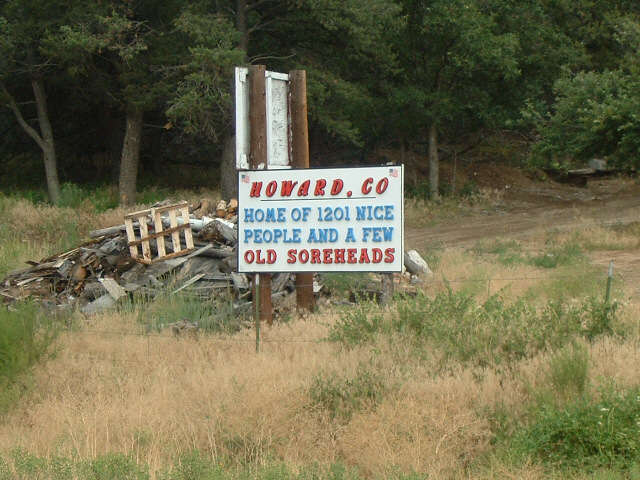 HOWARD, CO
HOME OF 1201 NICE
PEOPLE AND A FEW
OLD SOREHEADS